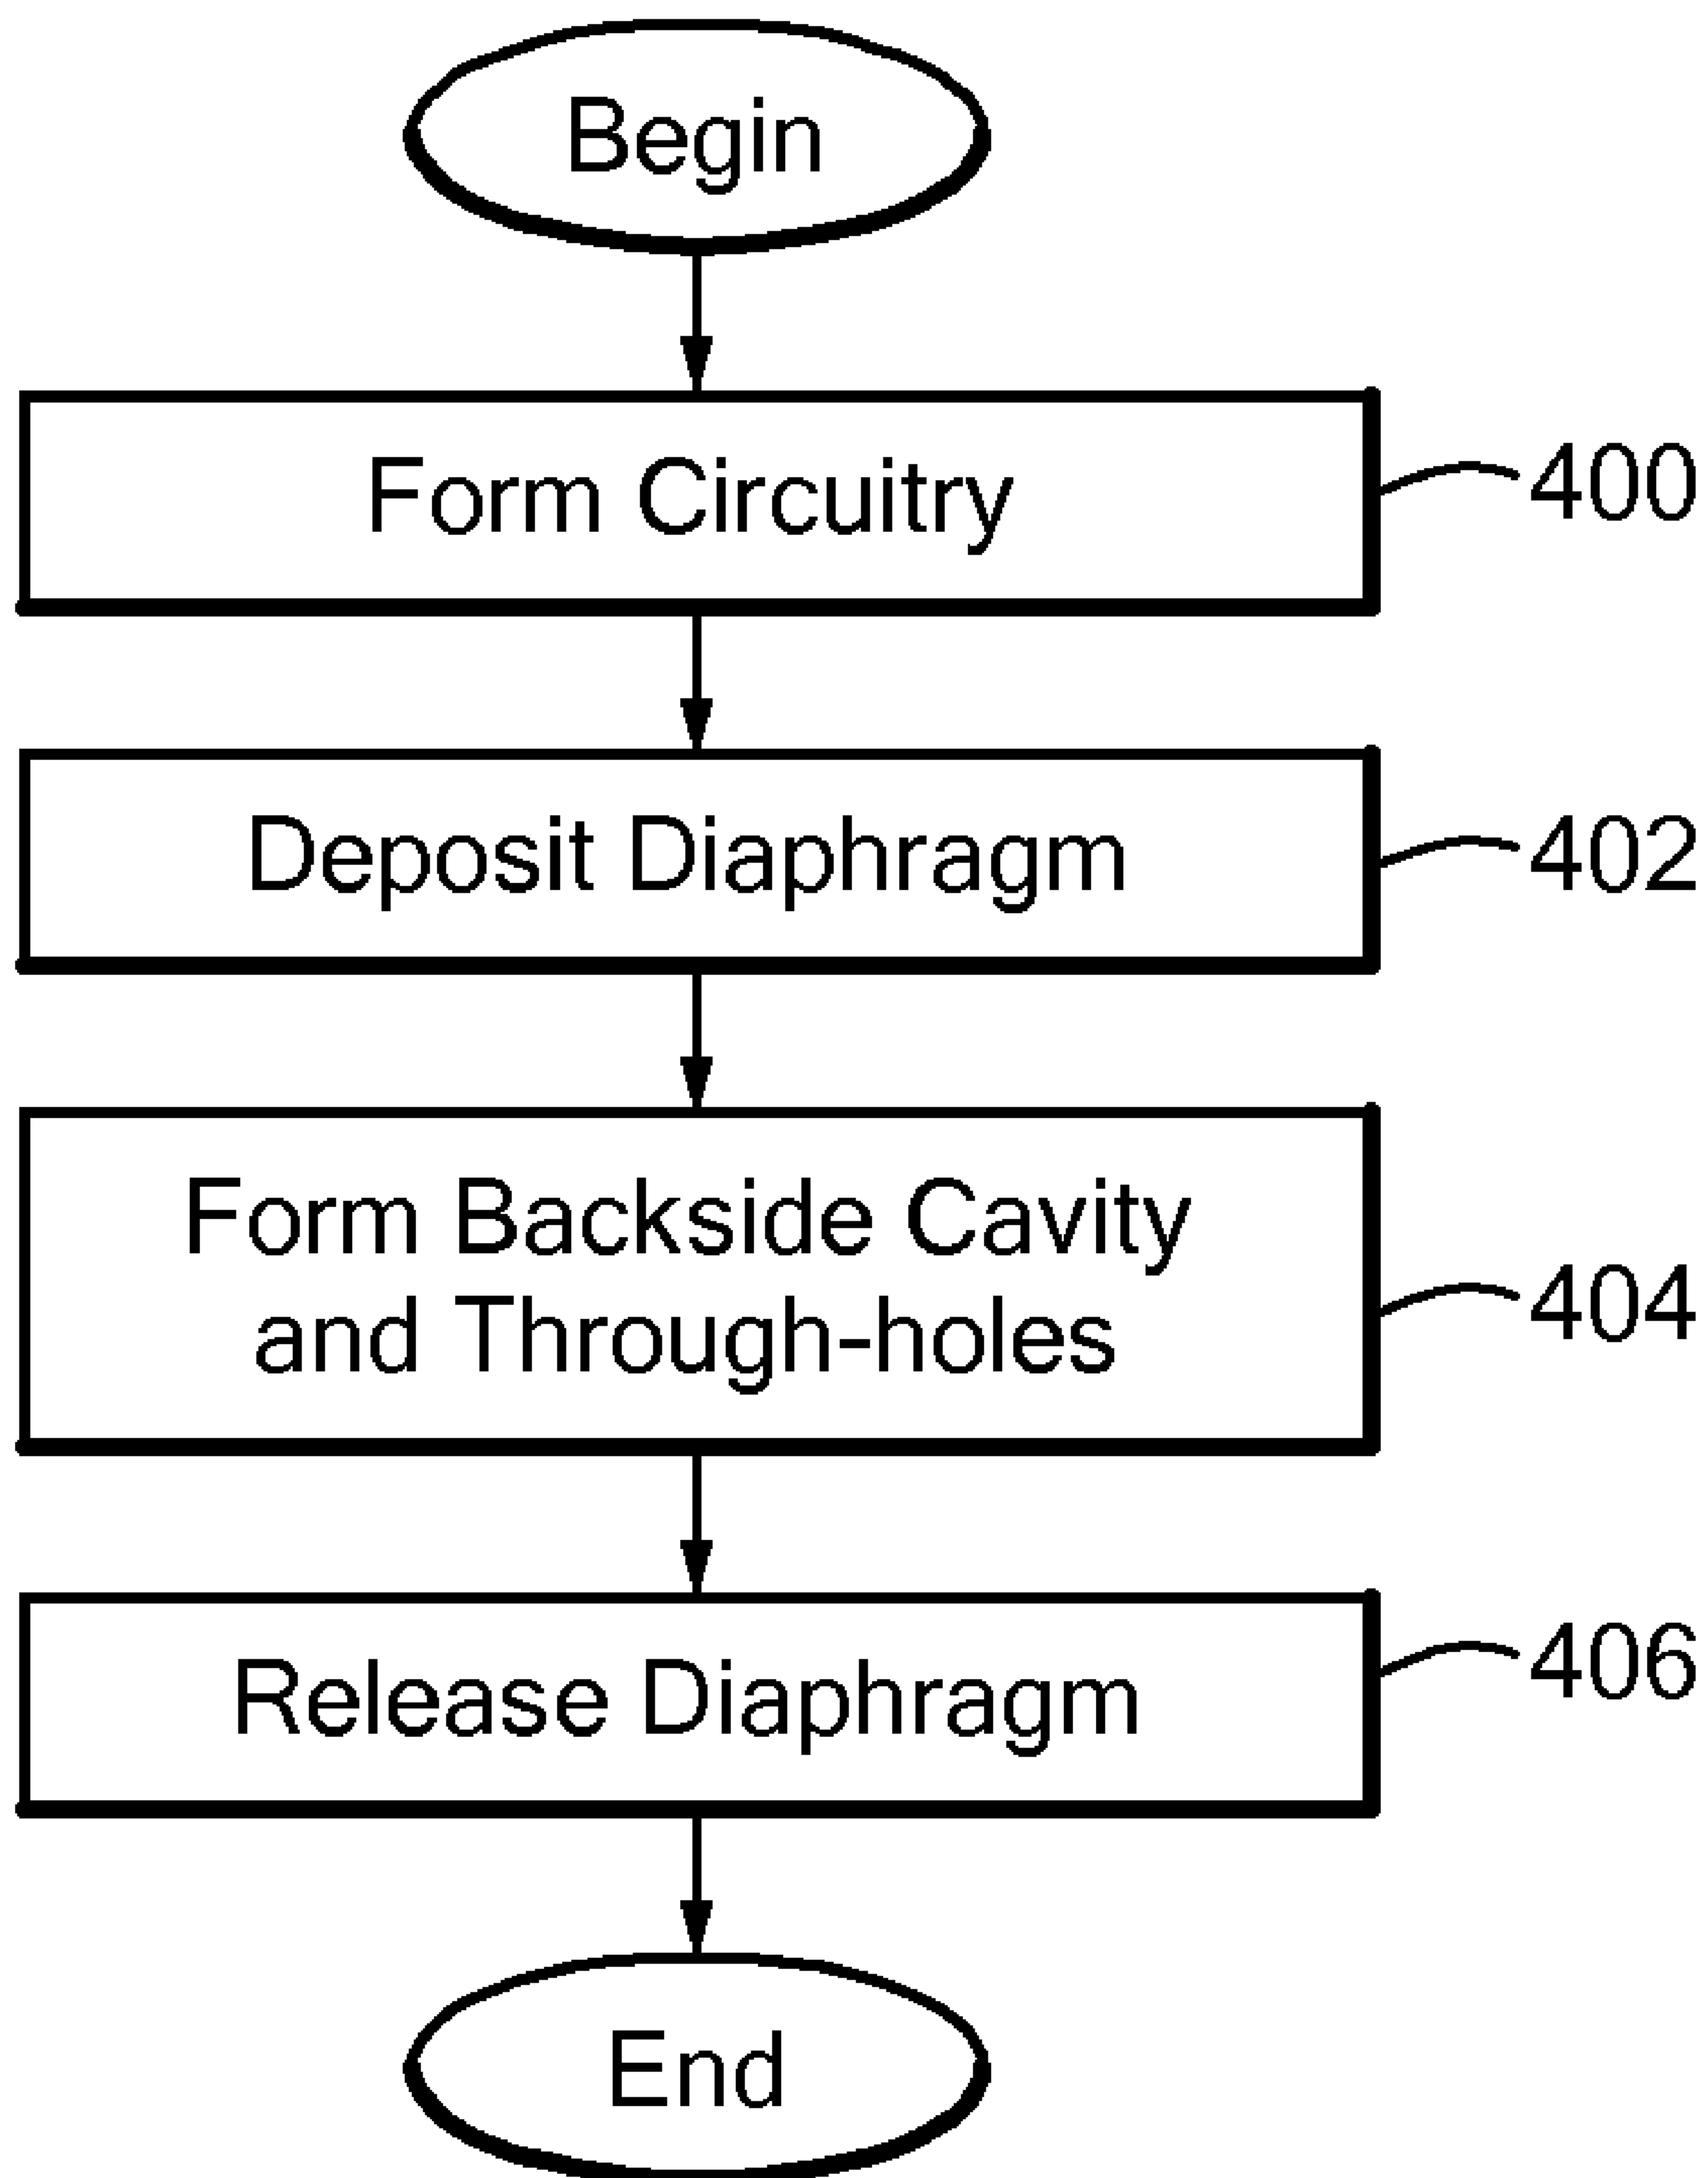 Begin
Form Circuitry
400
Deposit Diaphragm
402
Form Backside Cavity
and Through-holes
404
Release Diaphragm
406
End